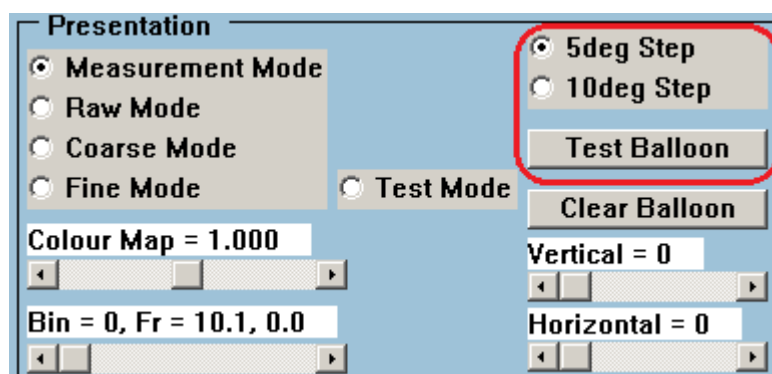 Presentation
Measurement Mode
Raw Mode
Coarse Mode
Fine Mode
Test Mode
Colour Map = 1.000
Bin = 0, Fr = 10.1, 0.0
5deg Step
10deg Step
Test Balloon
Clear Balloon
Vertical = 0
Horizontal = 0